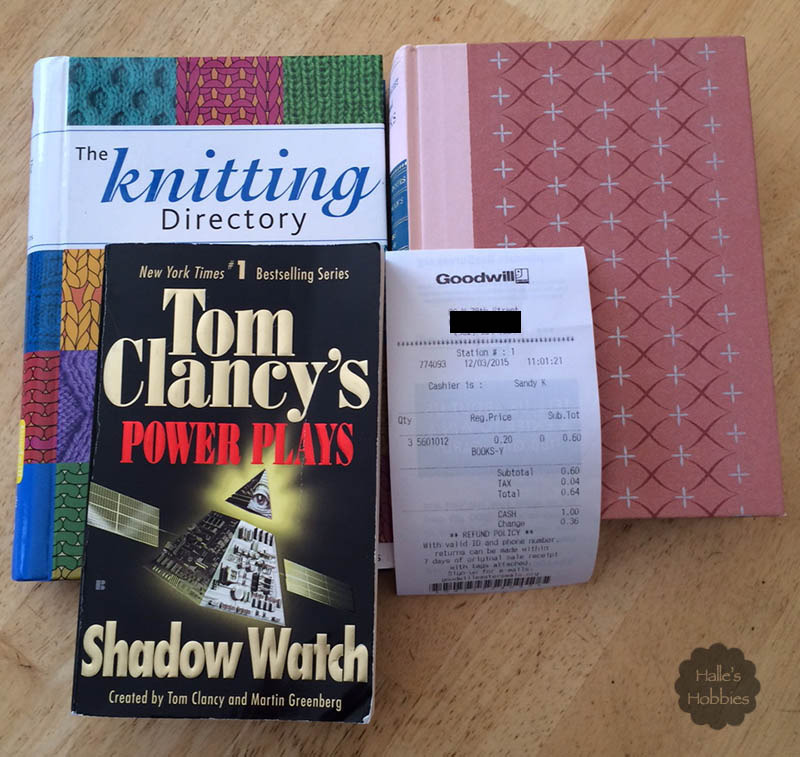 The
knitting
Directory
New York Times #1 Bestselling Series
Tom
Clancy's
POWER PLAYS
Shadow Watch
Created by Tom Clancy and Martin Greenberg
B
Goodwill
Station # : 1
774093 12/03/2015 11:01:21
Cashier is : Sandy K
Qty Reg.Price Sub.Tot
3 5601012 0.20 0 0.60
BOOKS-Y
Subtotal 0.60
TAX 0.04
Total 0.64
CASH 1.00
Change 0.36
** REFUND POLICY **
With valid ID and phone number,
returns can be made within
7 days of original sale receipt
with tags attached.
Sign-up for e-mails:
Halle's
Hobbies